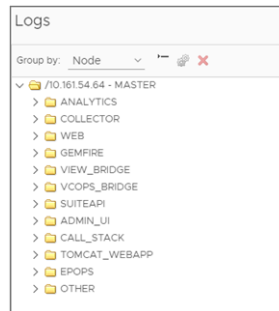 Logs
Group by: Node
/10.161.54.64 - MASTER
ANALYTICS
COLLECTOR
WEB
GEMFIRE
VIEW_BRIDGE
VCOPS_BRIDGE
SUITEAPI
ADMIN_UI
CALL_STACK
TOMCAT_WEBAPP
EPOPS
OTHER